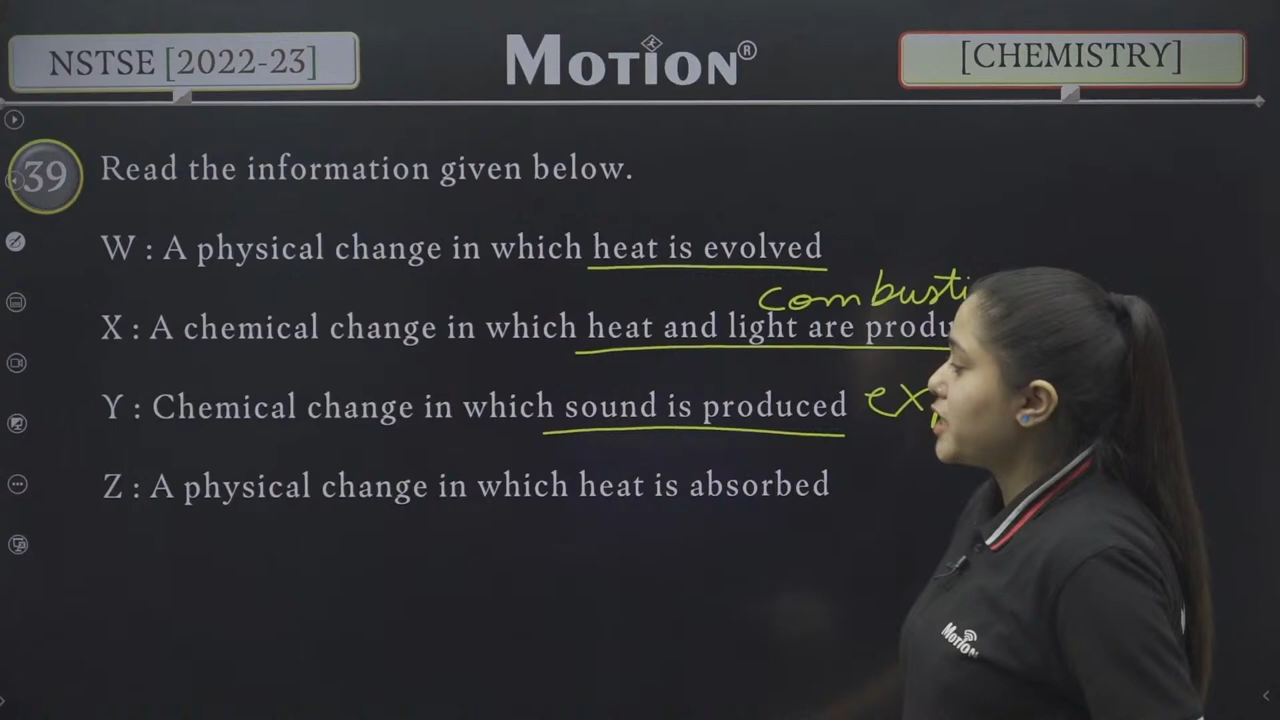 NSTSE [2022-23]
MOTION®
[CHEMISTRY]
39
Read the information given below.
W : A physical change in which heat is evolved
X : A chemical change in which heat and light are
Y : Chemical change in which sound is produced
Z : A physical change in which heat is absorbed
MOTION